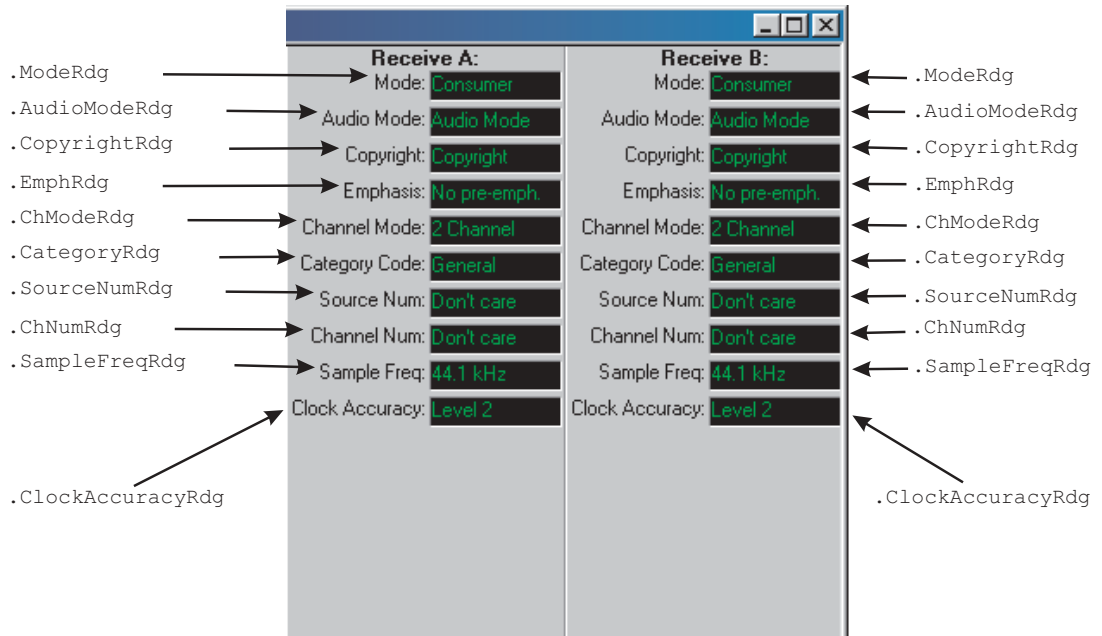 Receive A: Receive B:
.ModeRdg Mode: Consumer Mode: Consumer .ModeRdg
.AudioModeRdg Audio Mode: Audio Mode Audio Mode: Audio Mode .AudioModeRdg
.CopyrightRdg Copyright: Copyright Copyright: Copyright .CopyrightRdg
.EmphRdg Emphasis: No pre-emph. Emphasis: No pre-emph. .EmphRdg
.ChModeRdg Channel Mode: 2 Channel Channel Mode: 2 Channel .ChModeRdg
.CategoryRdg Category Code: General Category Code: General .CategoryRdg
.SourceNumRdg Source Num: Don't care Source Num: Don't care .SourceNumRdg
.ChNumRdg Channel Num: Don't care Channel Num: Don't care .ChNumRdg
.SampleFreqRdg Sample Freq: 44.1 kHz Sample Freq: 44.1 kHz .SampleFreqRdg
Clock Accuracy: Level 2 Clock Accuracy: Level 2
.ClockAccuracyRdg .ClockAccuracyRdg